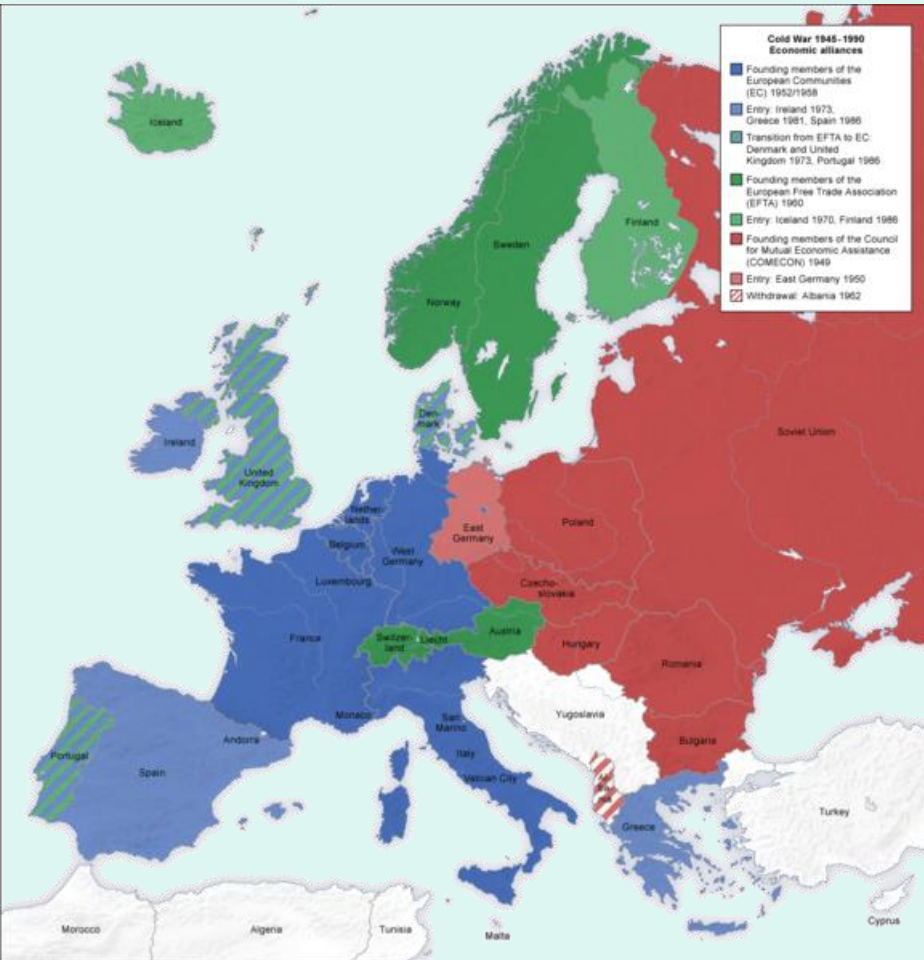 Cold War 1945-1990
Economic alliances
Founding members of the
European Communities
(EC) 1952/1958
Entry: Ireland 1973,
Greece 1981, Spain 1986
Transition from EFTA to EC:
Denmark and United
Kingdom 1973, Portugal 1986
Founding members of the
European Free Trade Association
(EFTA) 1960
Entry: Iceland 1970, Finland 1986
Founding members of the Council
for Mutual Economic Assistance
(COMECON) 1949
Entry: East Germany 1950
Withdrawal: Albania 1962
Iceland
Finland
Sweden
Norway
Den-
mark
Soviet Union
Ireland
United
Kingdom
Nether-
lands
Belgium
West
Germany
East
Germany
Poland
Luxembourg
Czecho-
slovakia
France
Switzer-
land
Liecht
Austria
Hungary
Romania
Monaco
San
Marino
Yugoslavia
Andorra
Bulgaria
Portugal
Spain
Italy
Vatican City
Greece
Turkey
Morocco
Algeria
Tunisia
Malta
Cyprus